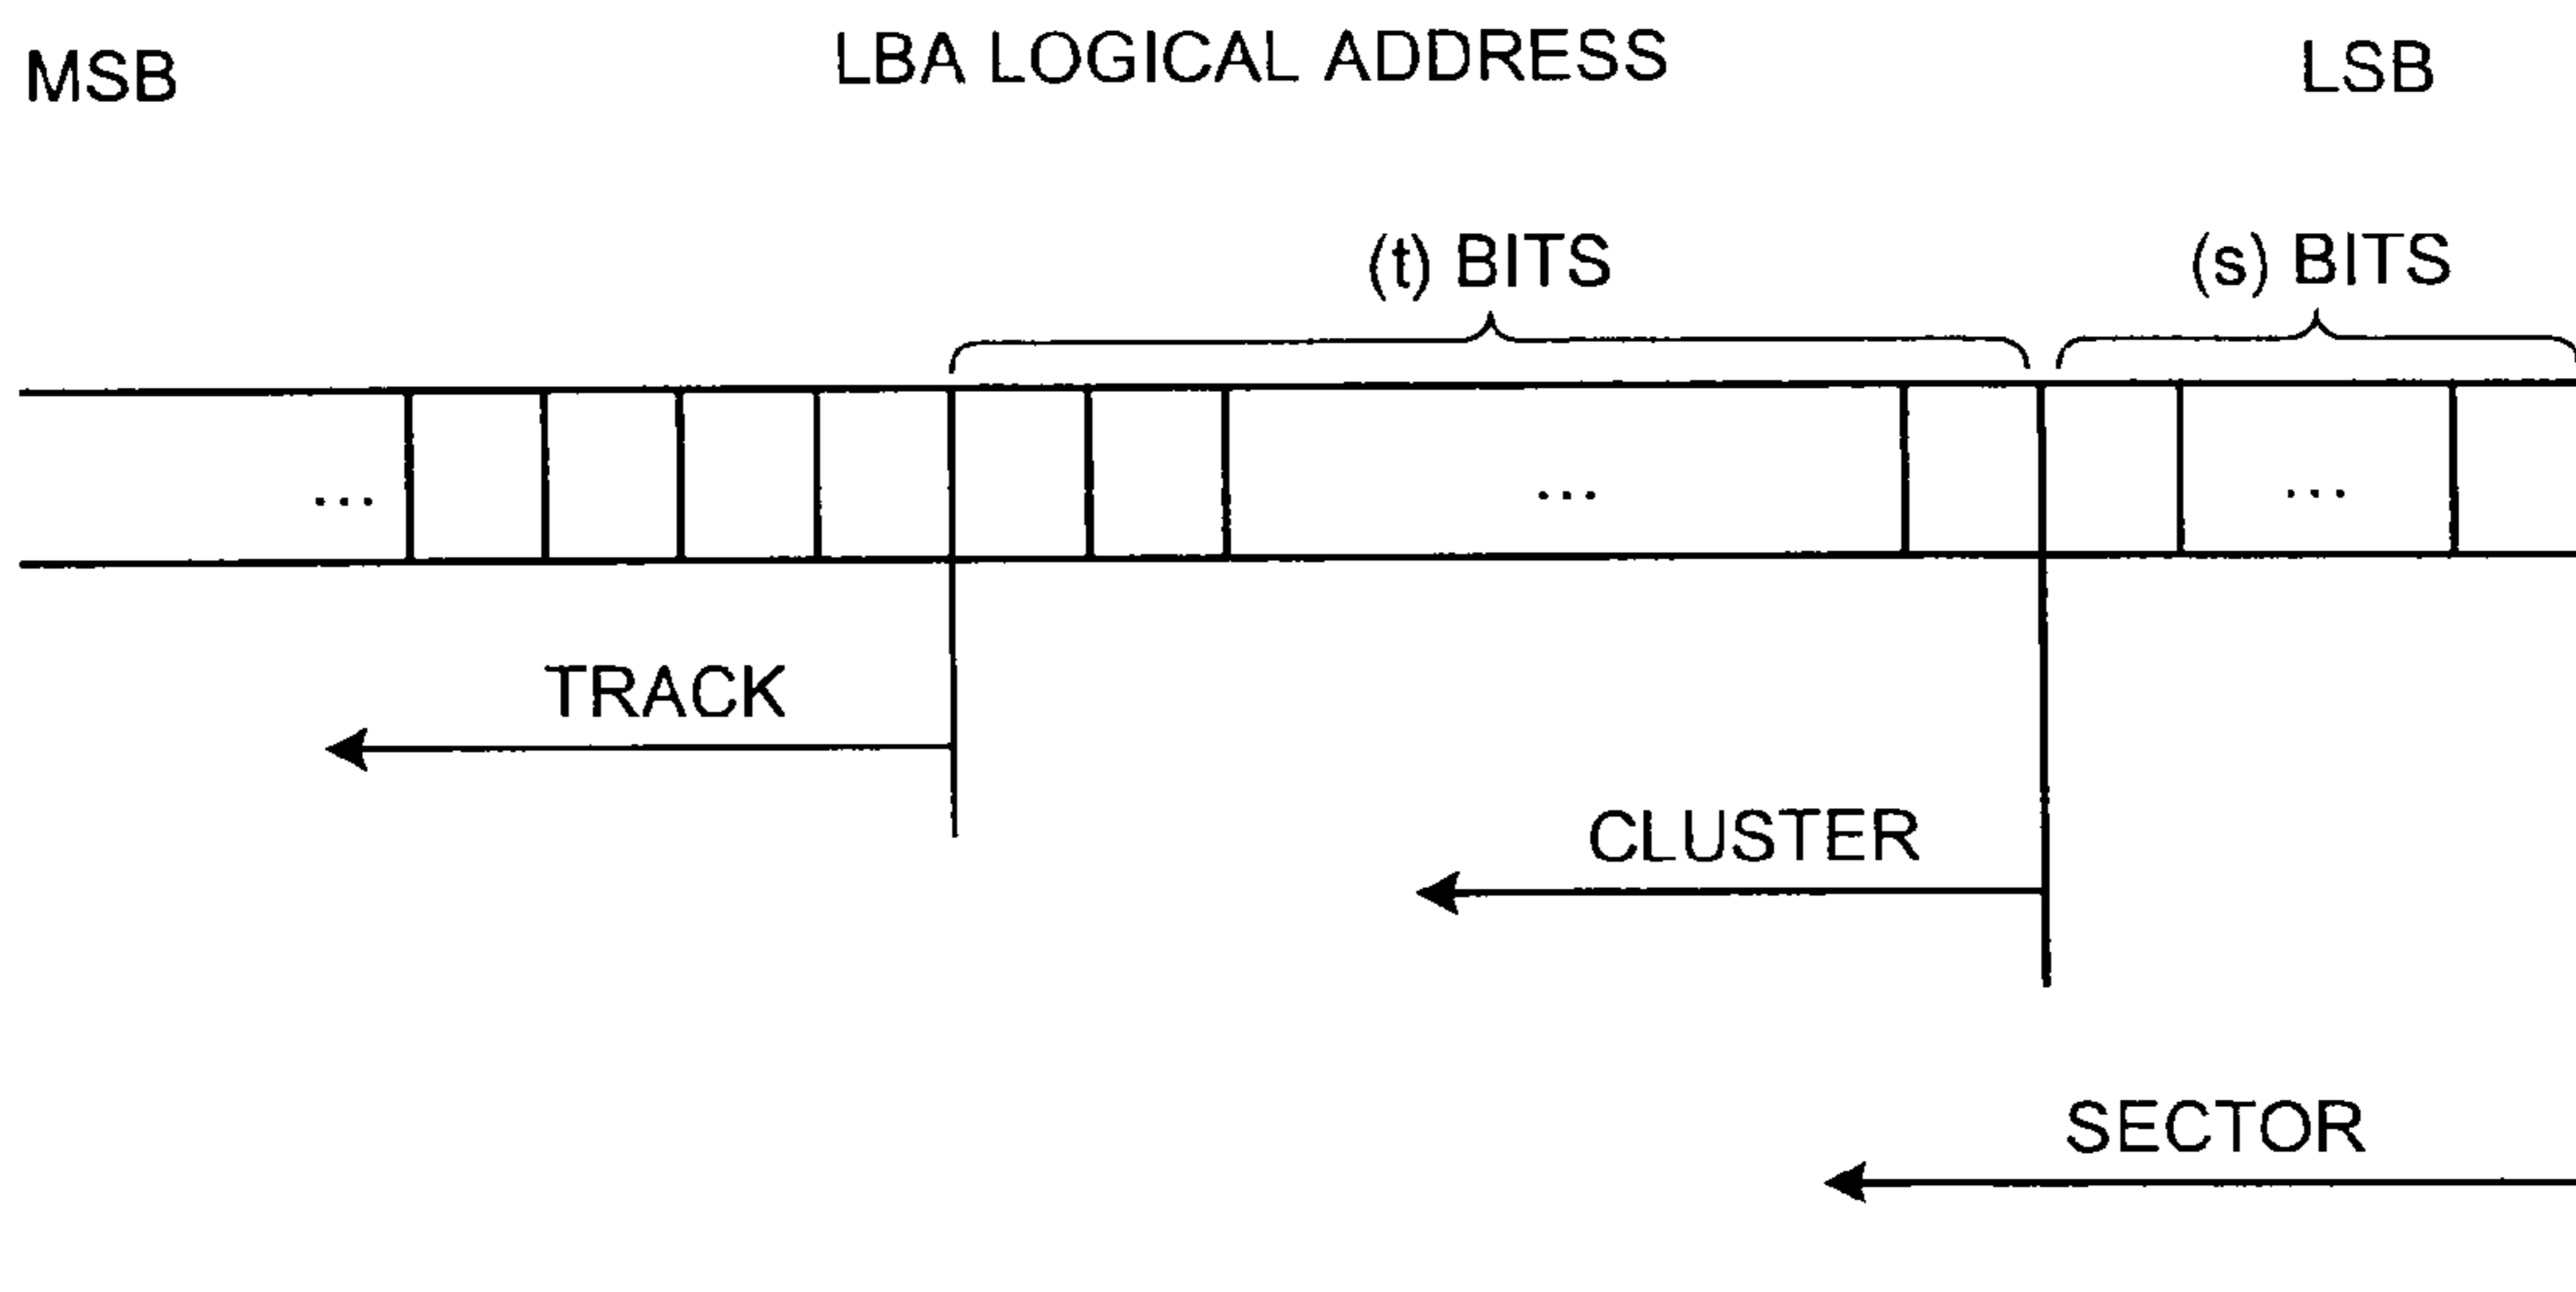 MSB LBA LOGICAL ADDRESS LSB
(t) BITS (s) BITS
... ... ...
TRACK
CLUSTER
SECTOR